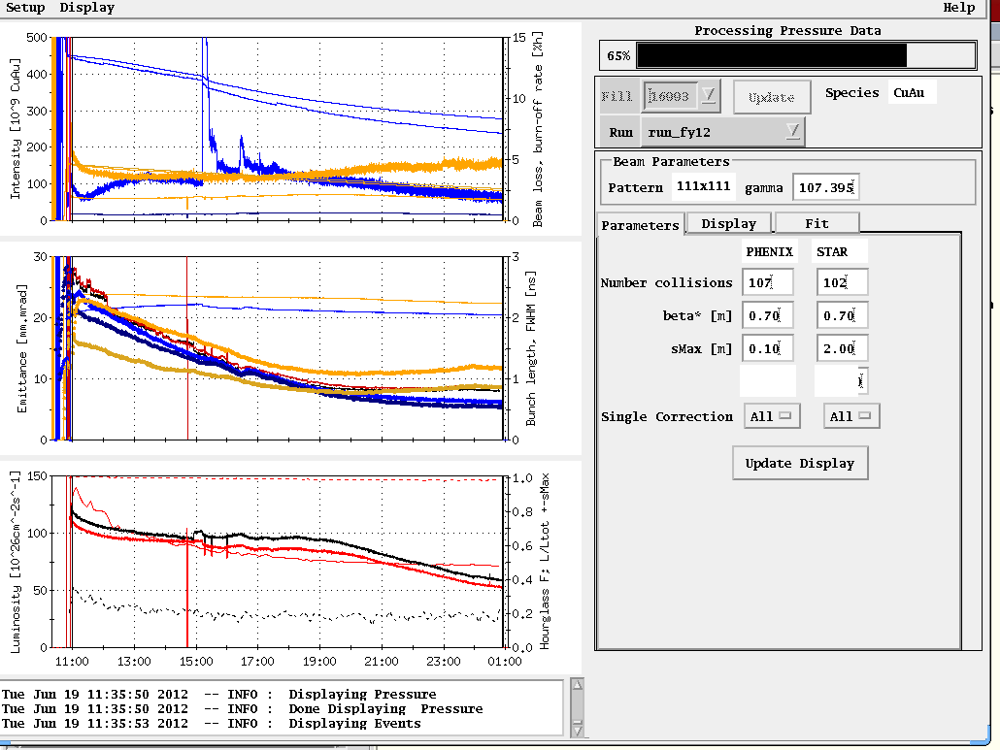 Setup Display Help
500
400
300
200
100
0
Intensity [10^9 CuAu]
15
10
5
0
Beam loss, burn-off rate [%h]
30
20
10
0
Emittance [mm,mrad]
3
2
1
0
Bunch length, FWHM [ns]
150
100
50
0
Luminosity [10^26cm^-2s^-1]
1.0
0.8
0.6
0.4
0.2
0.0
Hourglass F; L/Ltot +-sMax
11:00 13:00 15:00 17:00 19:00 21:00 23:00 01:00
Tue Jun 19 11:35:50 2012 -- INFO : Displaying Pressure
Tue Jun 19 11:35:50 2012 -- INFO : Done Displaying Pressure
Tue Jun 19 11:35:53 2012 -- INFO : Displaying Events
Processing Pressure Data
65%
Fill 16993 Update Species CuAu
Run run_fy12
Beam Parameters
Pattern 111x111 gamma 107.395
Parameters Display Fit
PHENIX STAR
Number collisions 107 102
beta* [m] 0.70 0.70
sMax [m] 0.10 2.00
Single Correction All All
Update Display